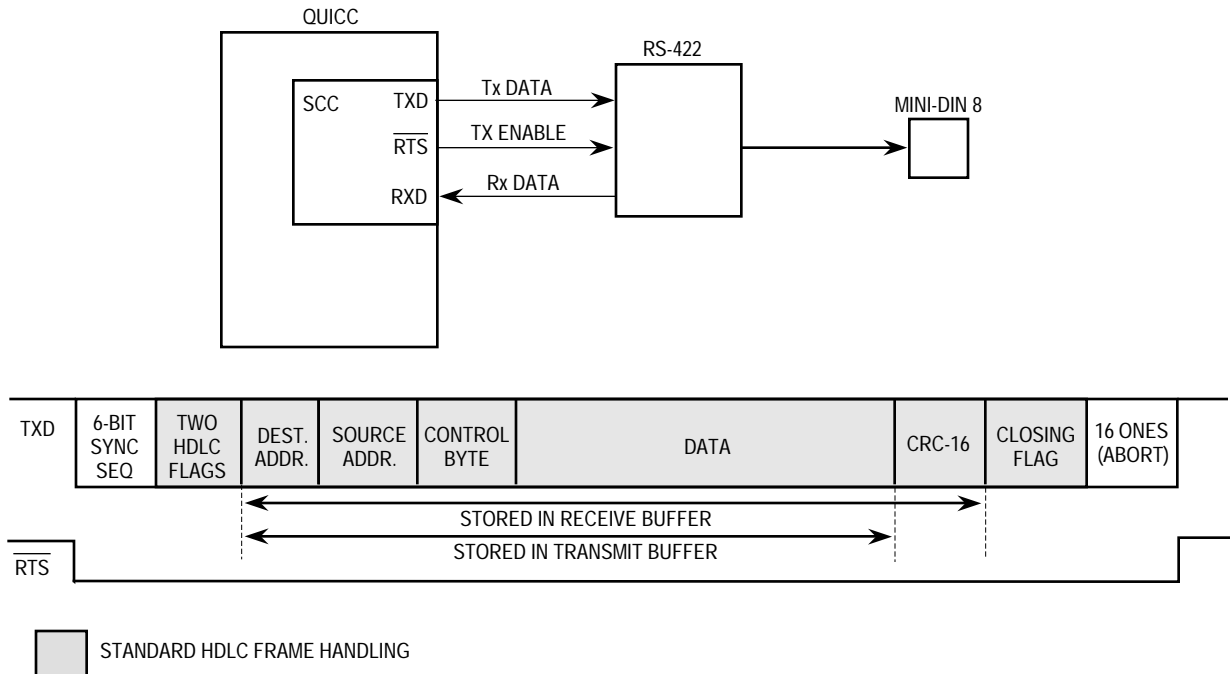 QUICC
RS-422
SCC
TXD
Tx DATA
MINI-DIN 8
RTS
TX ENABLE
RXD
Rx DATA
TXD
6-BIT
SYNC
SEQ
TWO
HDLC
FLAGS
DEST.
ADDR.
SOURCE
ADDR.
CONTROL
BYTE
DATA
CRC-16
CLOSING
FLAG
16 ONES
(ABORT)
STORED IN RECEIVE BUFFER
STORED IN TRANSMIT BUFFER
RTS
STANDARD HDLC FRAME HANDLING